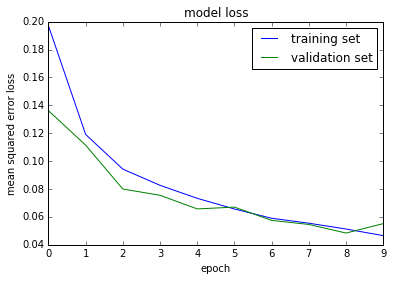 model loss
0.20
0.18
0.16
0.14
0.12
0.10
0.08
0.06
0.04
mean squared error loss
training set
validation set
0 1 2 3 4 5 6 7 8 9
epoch